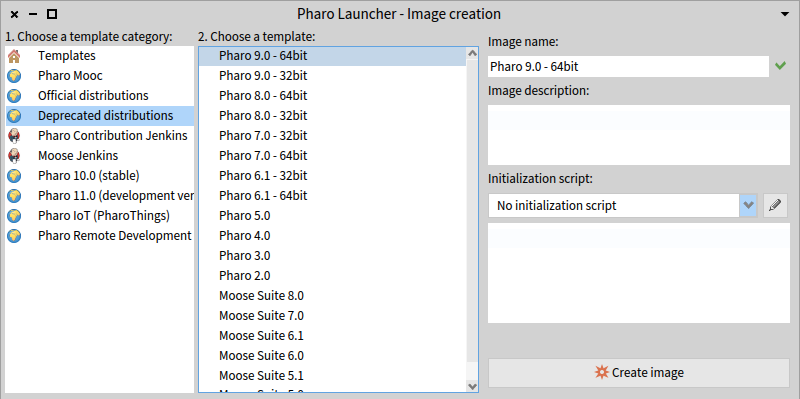 Pharo Launcher - Image creation
1. Choose a template category:
Templates
Pharo Mooc
Official distributions
Deprecated distributions
Pharo Contribution Jenkins
Moose Jenkins
Pharo 10.0 (stable)
Pharo 11.0 (development ver
Pharo IoT (PharoThings)
Pharo Remote Development
2. Choose a template:
Pharo 9.0 - 64bit
Pharo 9.0 - 32bit
Pharo 8.0 - 64bit
Pharo 8.0 - 32bit
Pharo 7.0 - 32bit
Pharo 7.0 - 64bit
Pharo 6.1 - 32bit
Pharo 6.1 - 64bit
Pharo 5.0
Pharo 4.0
Pharo 3.0
Pharo 2.0
Moose Suite 8.0
Moose Suite 7.0
Moose Suite 6.1
Moose Suite 6.0
Moose Suite 5.1
Moose Suite 5.0
Image name:
Pharo 9.0 - 64bit
Image description:
Initialization script:
No initialization script
Create image